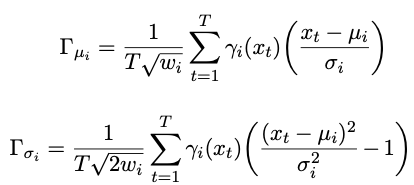 Γ_{μ_i} = \frac{1}{T\sqrt{w_i}} \sum_{t=1}^{T} γ_i(x_t) \left( \frac{x_t − μ_i}{σ_i} \right)
Γ_{σ_i} = \frac{1}{T\sqrt{2w_i}} \sum_{t=1}^{T} γ_i(x_t) \left( \frac{(x_t − μ_i)^2}{σ_i^2} − 1 \right)